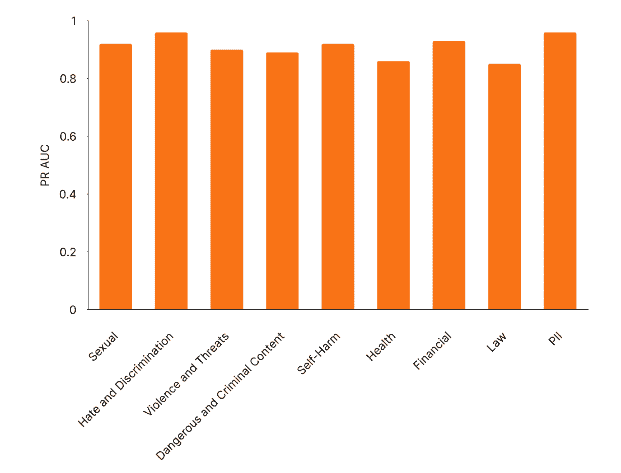 1
0.8
0.6
0.4
0.2
0
PR AUC
Sexual
Hate and Discrimination
Violence and Threats
Dangerous and Criminal Content
Self-Harm
Health
Financial
Law
PII